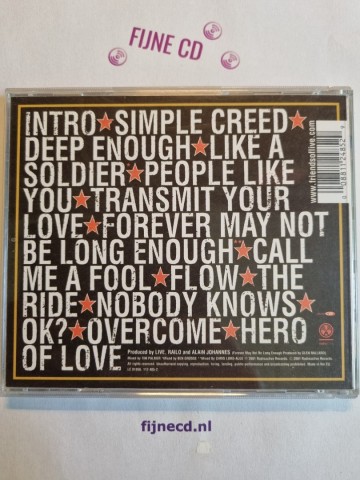 FIJNE CD
INTRO★SIMPLE CREED★
DEEP ENOUGH★LIKE A
SOLDIER★PEOPLE LIKE
YOU★TRANSMIT YOUR
LOVE★FOREVER MAY NOT
BE LONG ENOUGH★CALL
ME A FOOL★FLOW★THE
RIDE★NOBODY KNOWS★
OK?★OVERCOME★HERO
OF LOVE
www.friendsoflive.com
Produced by LIVE, RAILO and ALAIN JOHANNES
fijnecd.nl